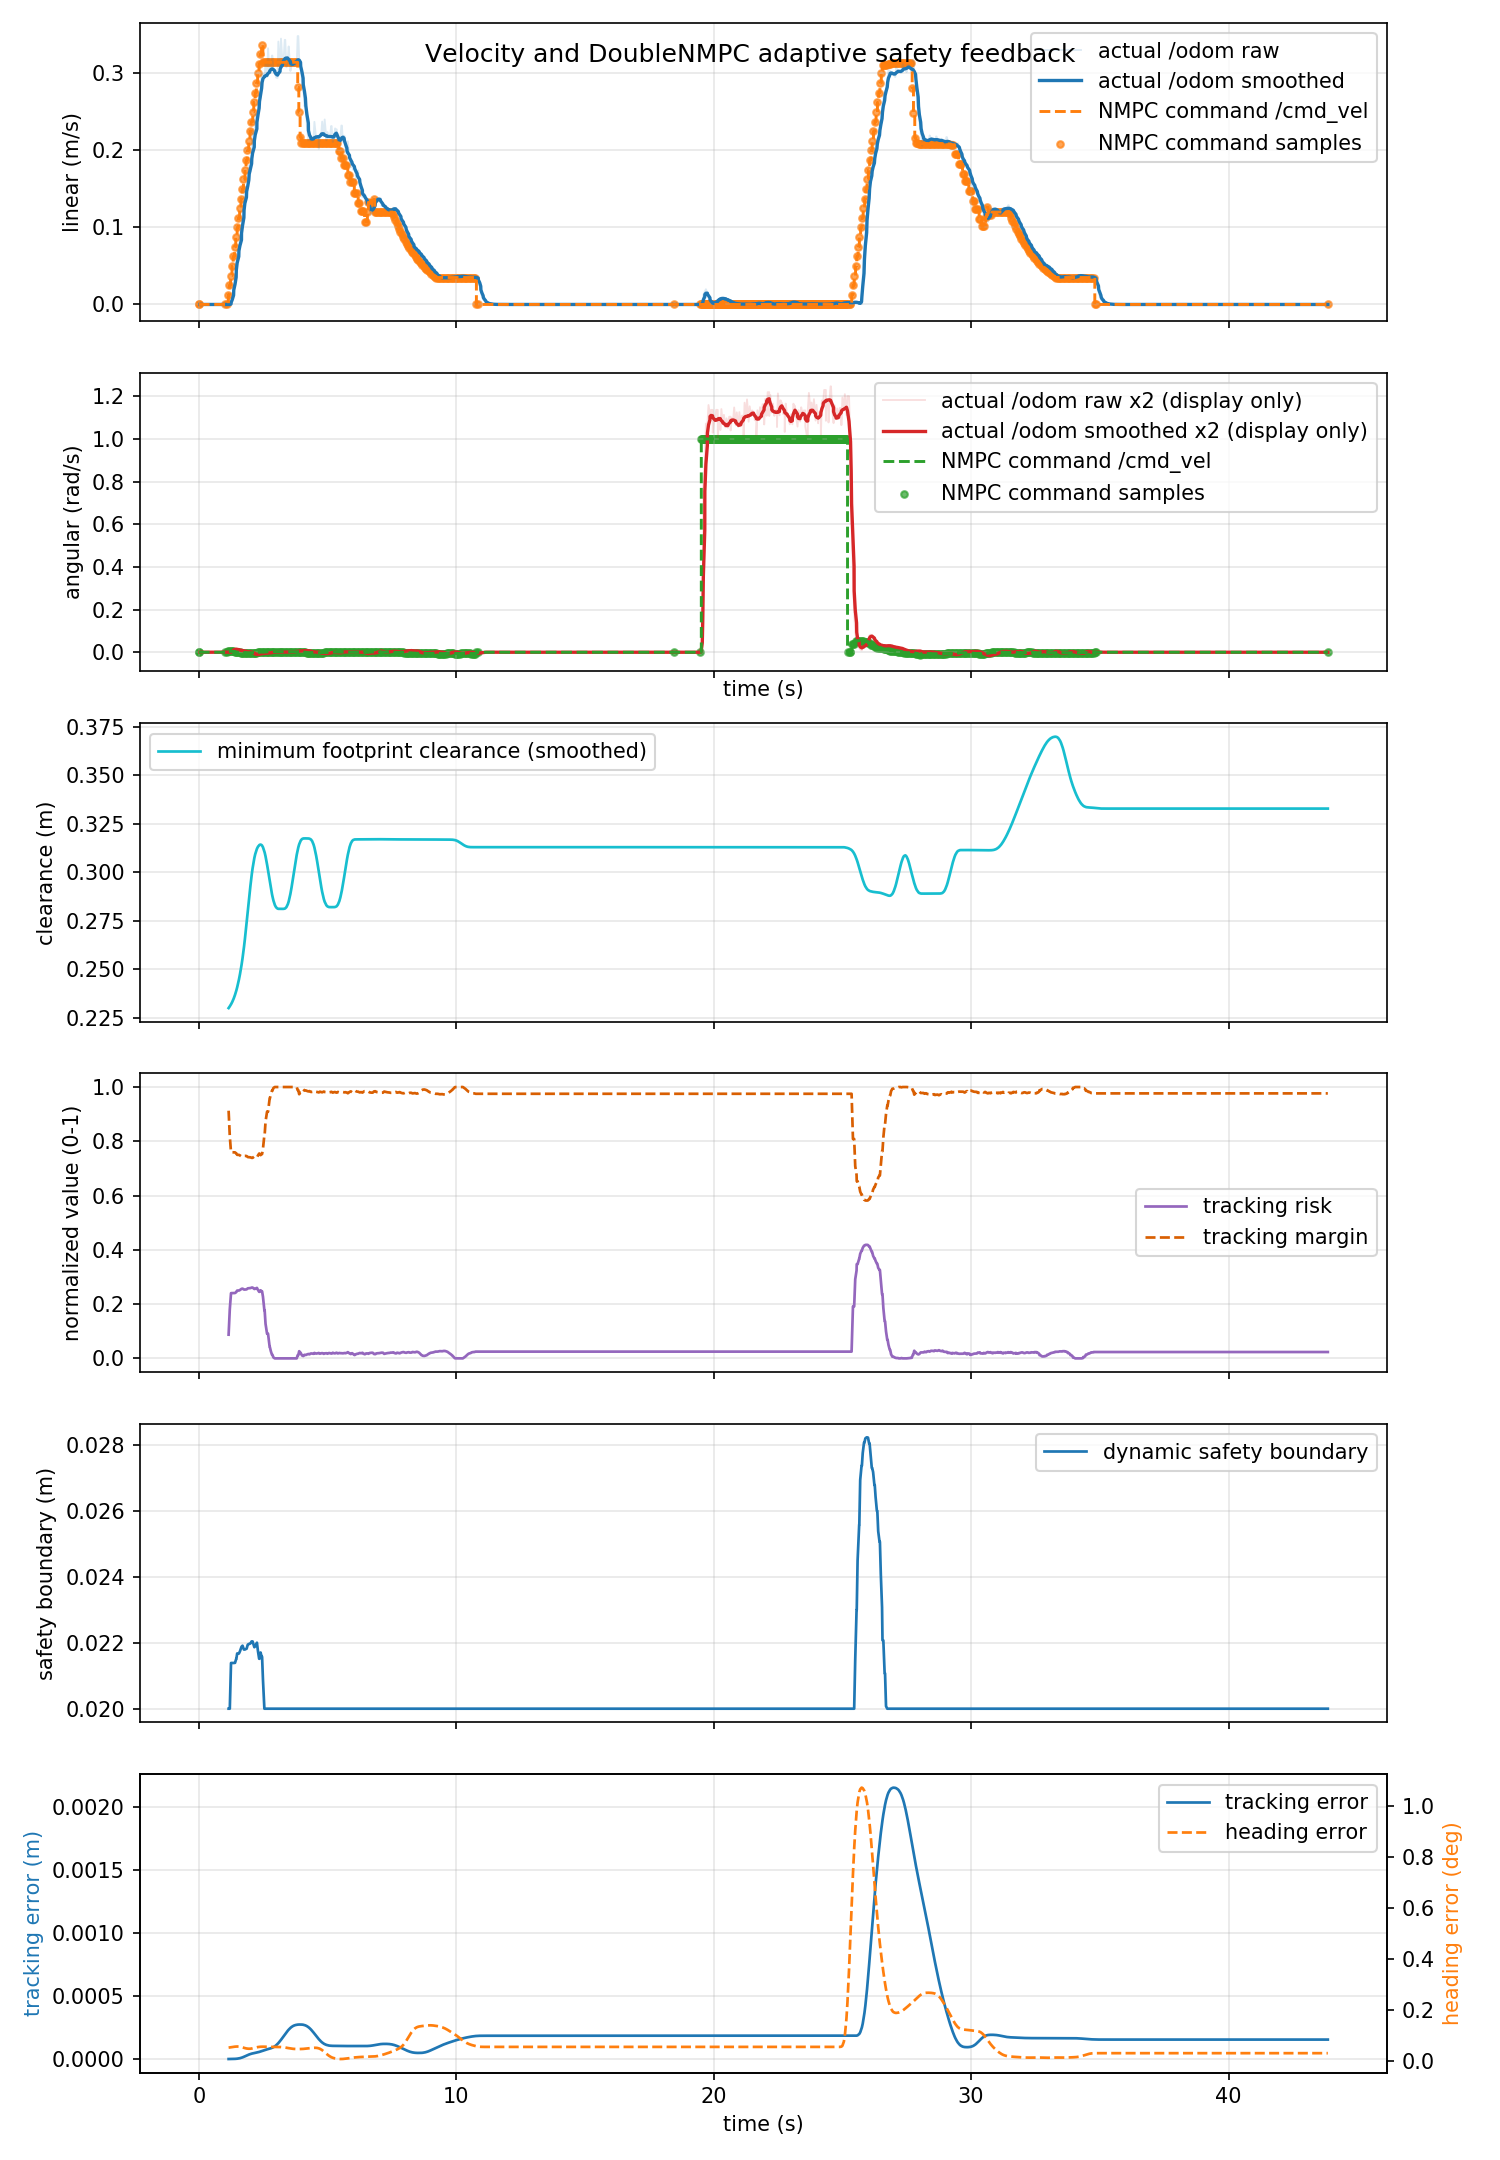 Velocity and DoubleNMPC adaptive safety feedback
linear (m/s)
0.3
0.2
0.1
0.0
actual /odom raw
actual /odom smoothed
NMPC command /cmd_vel
NMPC command samples
angular (rad/s)
1.2
1.0
0.8
0.6
0.4
0.2
0.0
actual /odom raw x2 (display only)
actual /odom smoothed x2 (display only)
NMPC command /cmd_vel
NMPC command samples
time (s)
clearance (m)
0.375
0.350
0.325
0.300
0.275
0.250
0.225
minimum footprint clearance (smoothed)
normalized value (0-1)
1.0
0.8
0.6
0.4
0.2
0.0
tracking risk
tracking margin
safety boundary (m)
0.028
0.026
0.024
0.022
0.020
dynamic safety boundary
tracking error (m)
0.0020
0.0015
0.0010
0.0005
0.0000
tracking error
heading error
1.0
0.8
0.6
0.4
0.2
0.0
heading error (deg)
0 10 20 30 40
time (s)